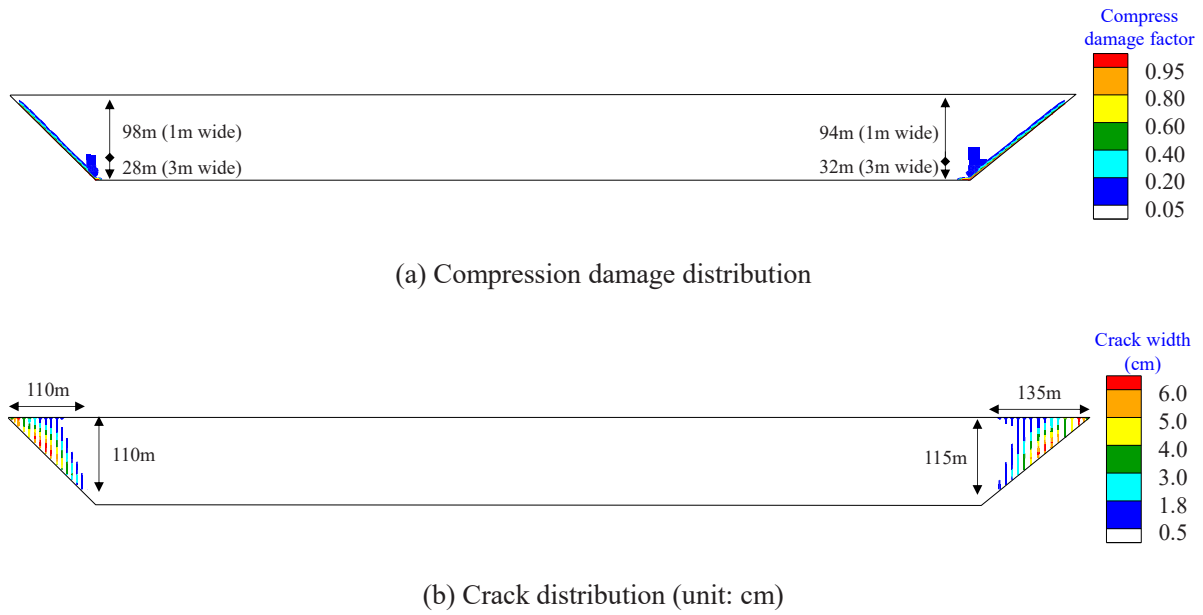 Compress
damage factor
0.95
0.80
0.60
0.40
0.20
0.05
98m (1m wide)
28m (3m wide)
94m (1m wide)
32m (3m wide)
(a) Compression damage distribution
Crack width
(cm)
6.0
5.0
4.0
3.0
1.8
0.5
110m
135m
110m
115m
(b) Crack distribution (unit: cm)